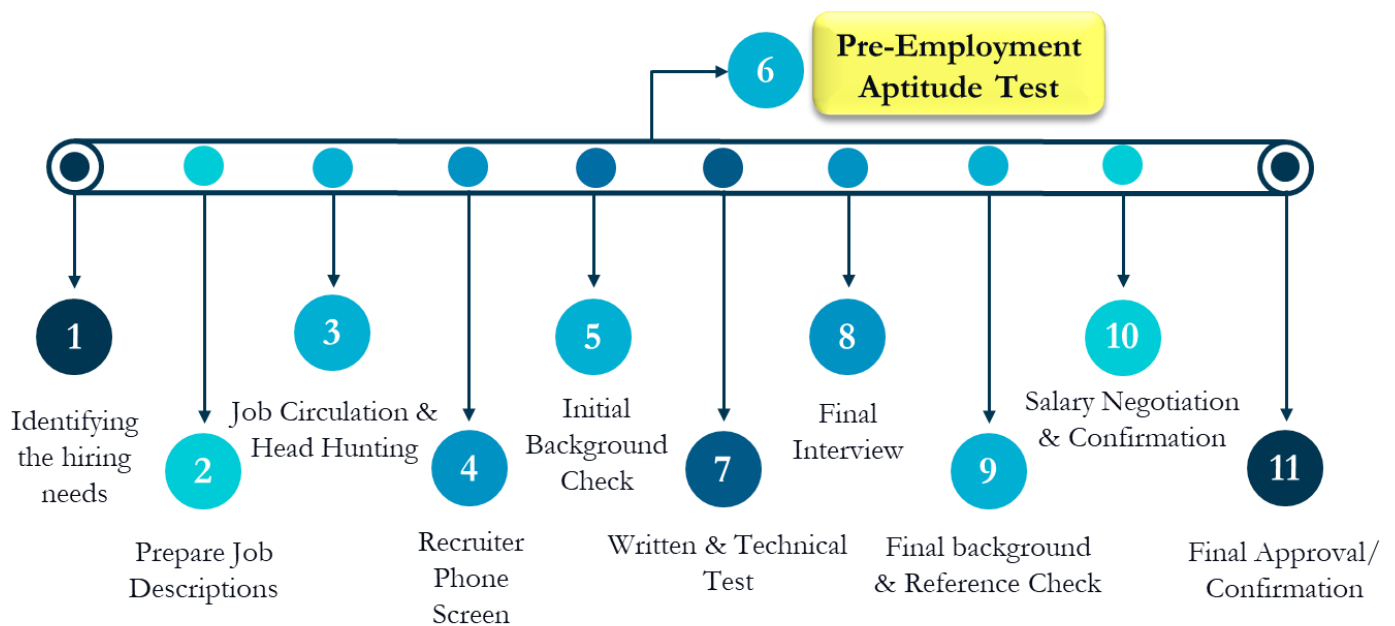 6
Pre-Employment
Aptitude Test
1
Identifying
the hiring
needs
2
Prepare Job
Descriptions
3
Job Circulation &
Head Hunting
4
Recruiter
Phone
Screen
5
Initial
Background
Check
7
Written & Technical
Test
8
Final
Interview
9
Final background
& Reference Check
10
Salary Negotiation
& Confirmation
11
Final Approval/
Confirmation